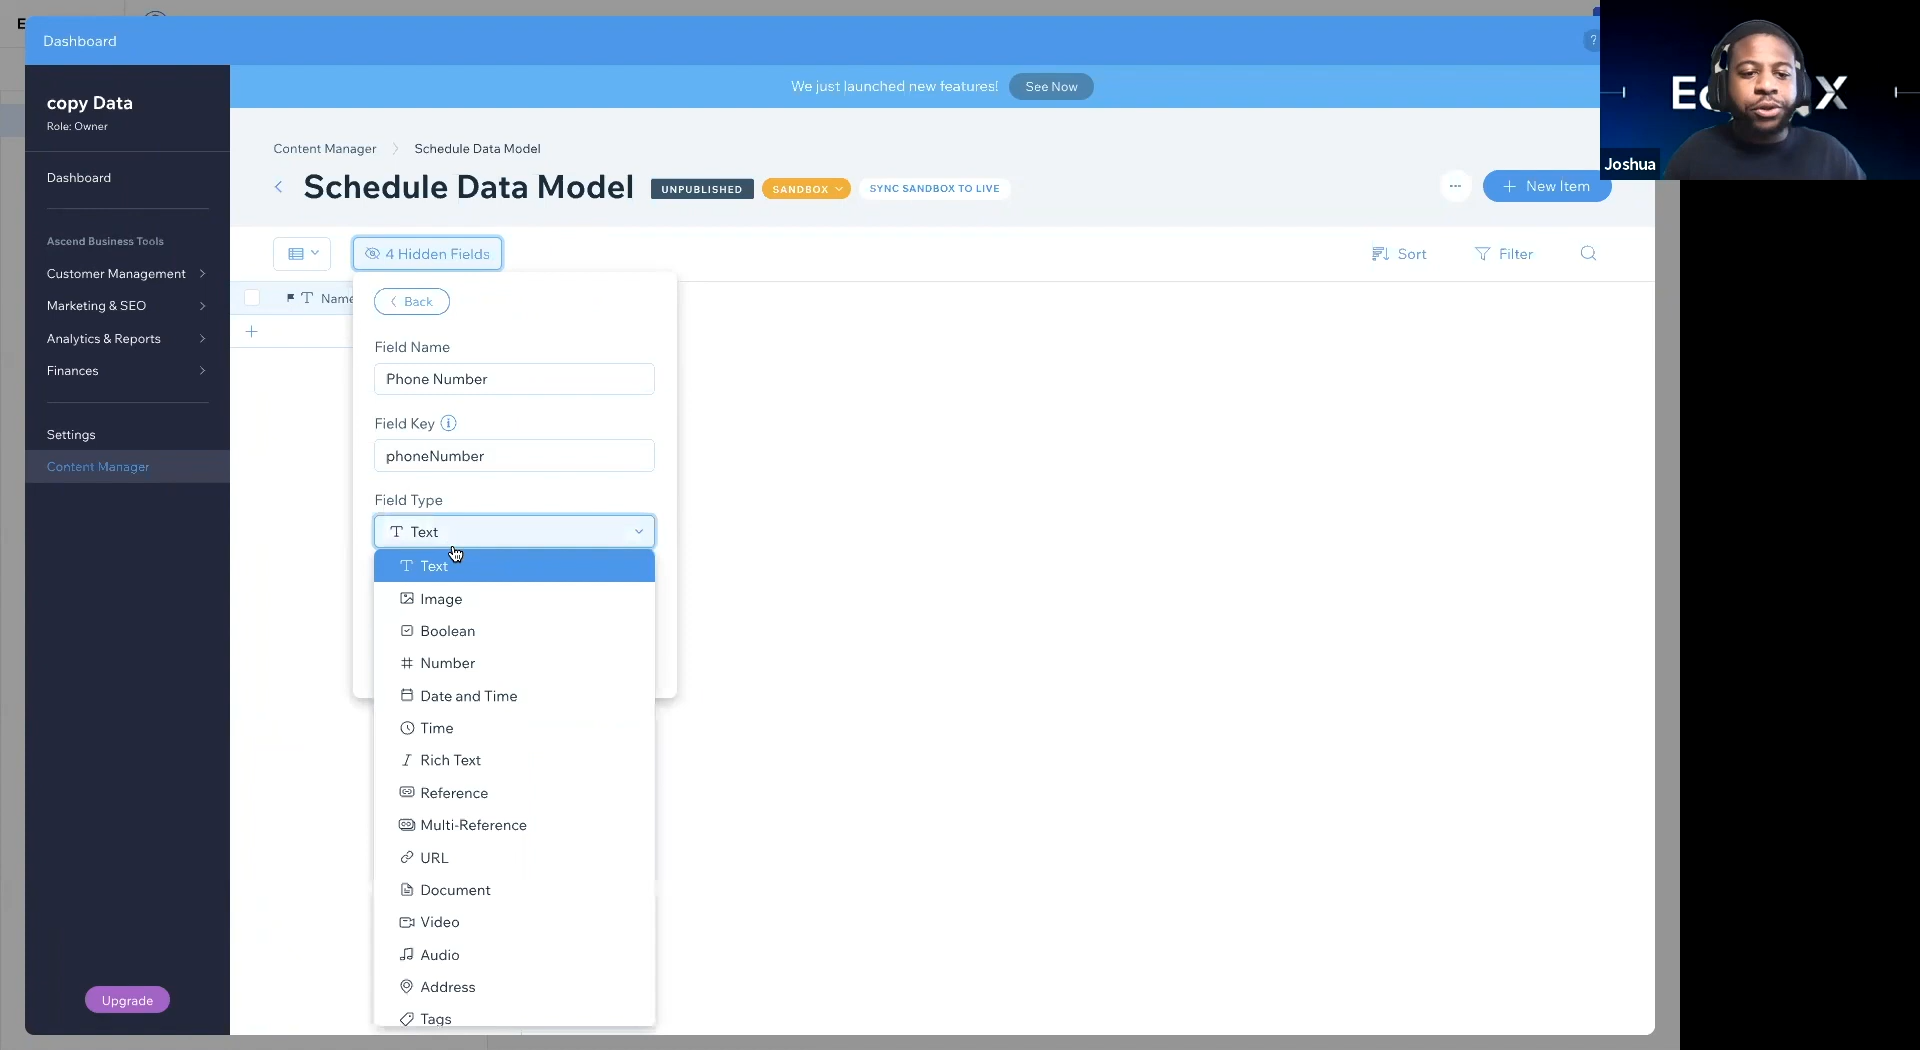 Dashboard
?
We just launched new features!
See Now
copy Data
Role: Owner
Dashboard
Ascend Business Tools
Customer Management
Marketing & SEO
Analytics & Reports
Finances
Settings
Content Manager
Upgrade
Content Manager
Schedule Data Model
Schedule Data Model
UNPUBLISHED
SANDBOX
SYNC SANDBOX TO LIVE
+ New Item
4 Hidden Fields
Sort
Filter
Name
Back
Field Name
Phone Number
Field Key
phoneNumber
Field Type
Text
Text
Image
Boolean
Number
Date and Time
Time
Rich Text
Reference
Multi-Reference
URL
Document
Video
Audio
Address
Tags
Joshua